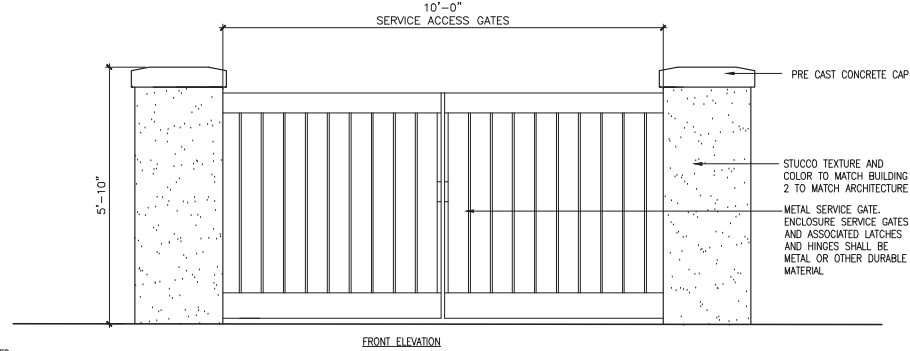 10'-0"
SERVICE ACCESS GATES
PRE CAST CONCRETE CAP
5'-10"
STUCCO TEXTURE AND
COLOR TO MATCH BUILDING
2 TO MATCH ARCHITECTURE
METAL SERVICE GATE.
ENCLOSURE SERVICE GATES
AND ASSOCIATED LATCHES
AND HINGES SHALL BE
METAL OR OTHER DURABLE
MATERIAL
FRONT ELEVATION